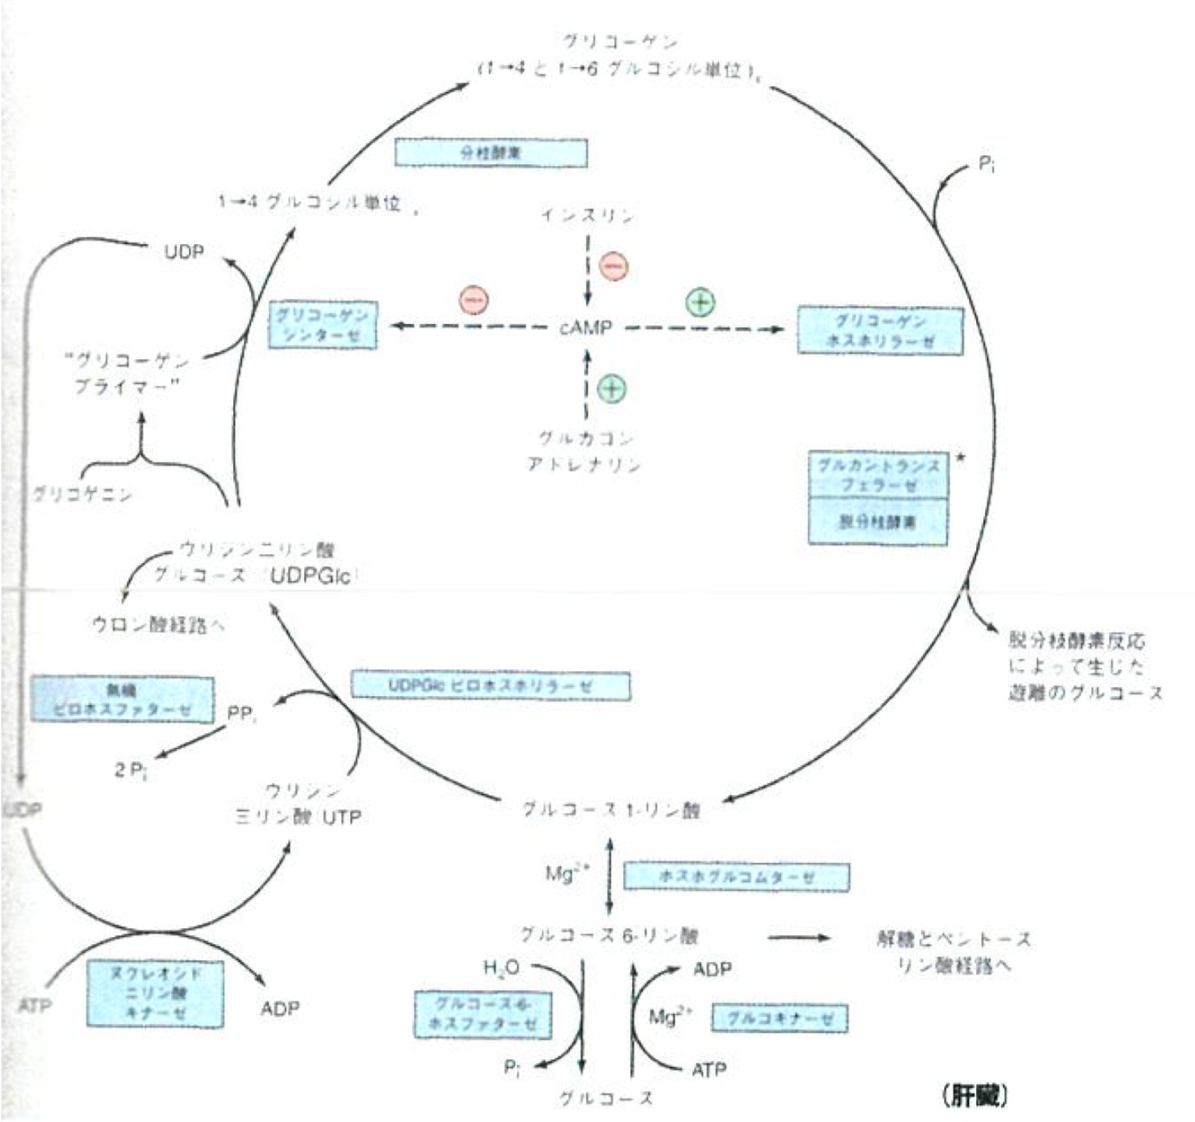 グリコーゲン
(1→4 と 1→6 グルコシル単位)
Pi
分枝酵素
1→4 グルコシル単位
インスリン
UDP
−
−
+
グリコーゲン
シンターゼ
cAMP
グリコーゲン
ホスホリラーゼ
"グリコーゲン
プライマー"
+
グルカゴン
アドレナリン
グルカントランス
フェラーゼ
*
脱分枝酵素
グリコゲニン
ウリジン二リン酸
グルコース (UDPGlc)
ウロン酸経路へ
脱分枝酵素反応
によって生じた
遊離のグルコース
無機
ピロホスファターゼ
UDPGlc ピロホスホリラーゼ
PPi
2 Pi
ウリジン
三リン酸 (UTP
UDP
グルコース 1-リン酸
Mg2+
ホスホグルコムターゼ
グルコース 6-リン酸
解糖とペントース
リン酸経路へ
ATP
ヌクレオシド
二リン酸
キナーゼ
ADP
H2O
グルコース-6-
ホスファターゼ
Pi
ADP
Mg2+
グルコキナーゼ
ATP
グルコース
(肝臓)